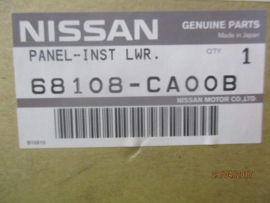 NISSAN
GENUINE PARTS
Made in Japan
PANEL-INST LWR.
QTY
1
68108-CA00B
NISSAN MOTOR CO.,LTD